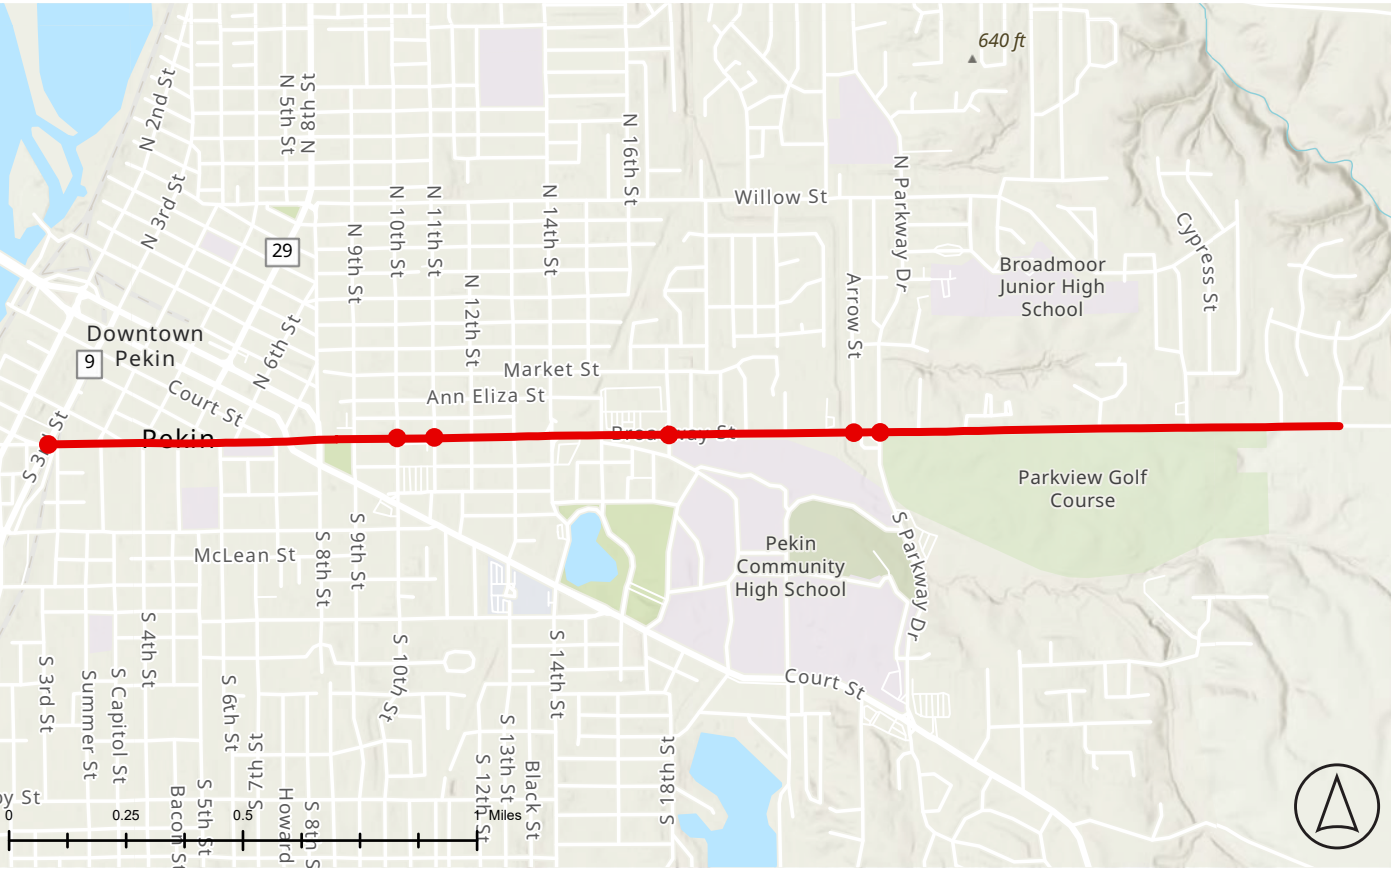 640 ft
N 2nd St
N 5th St
N 8th St
N 16th St
N 3rd St
N 10th St
N 11th St
N 14th St
Willow St
N Parkway Dr
29
N 9th St
N 12th St
Arrow St
Broadmoor
Junior High
School
Cypress St
Downtown
Pekin
9
N 6th St
Court St
Market St
Ann Eliza St
Pekin
S St
Parkview Golf
Course
McLean St
S 8th St
S 9th St
Pekin
Community
High School
S Parkway Dr
S 4th St
S 3rd St
Summer St
S Capitol St
S 6th St
S 7th St
S 10th St
S 14th St
Court St
S 13th St
S 12th St
Black St
S 18th St
Bacon St
S 5th St
Howard
S 8th S
y St
0 0.25 0.5 1 Miles